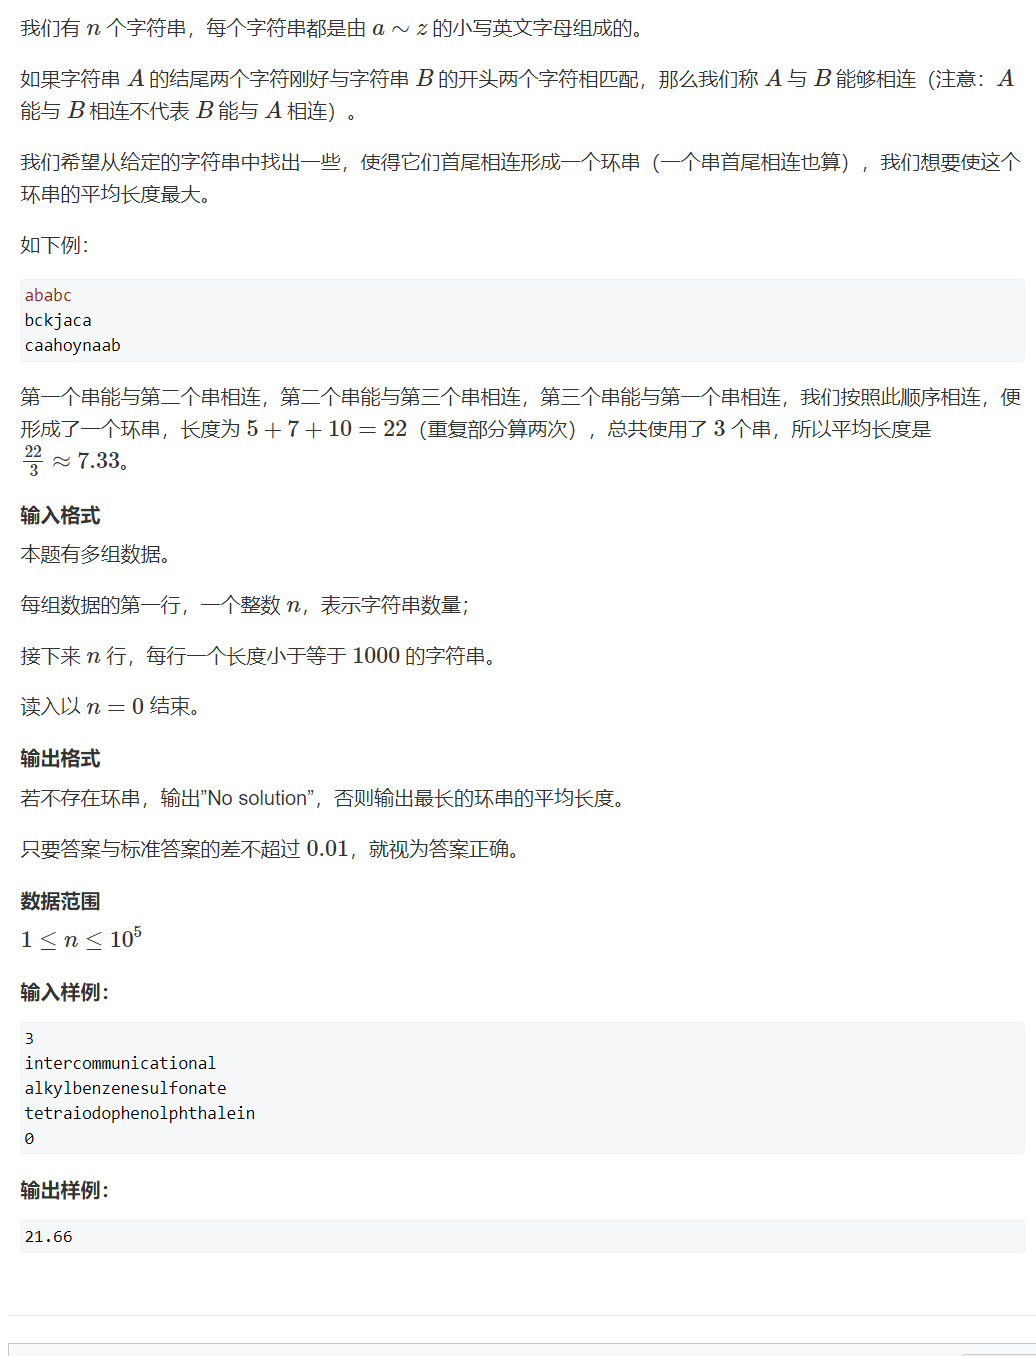 我们有 n 个字符串，每个字符串都是由 a ∼ z 的小写英文字母组成的。
如果字符串 A 的结尾两个字符刚好与字符串 B 的开头两个字符相匹配，那么我们称 A 与 B 能够相连（注意：A
能与 B 相连不代表 B 能与 A 相连）。
我们希望从给定的字符串中找出一些，使得它们首尾相连形成一个环串（一个串首尾相连也算），我们想要使这个
环串的平均长度最大。
如下例：
ababc
bckjaca
caahoynaab
第一个串能与第二个串相连，第二个串能与第三个串相连，第三个串能与第一个串相连，我们按照此顺序相连，便
形成了一个环串，长度为 5 + 7 + 10 = 22（重复部分算两次），总共使用了 3 个串，所以平均长度是
22/3 ≈ 7.33。
输入格式
本题有多组数据。
每组数据的第一行，一个整数 n，表示字符串数量；
接下来 n 行，每行一个长度小于等于 1000 的字符串。
读入以 n = 0 结束。
输出格式
若不存在环串，输出”No solution”，否则输出最长的环串的平均长度。
只要答案与标准答案的差不超过 0.01，就视为答案正确。
数据范围
1 ≤ n ≤ 10⁵
输入样例：
3
intercommunicational
alkylbenzenesulfonate
tetraiodophenolphthalein
0
输出样例：
21.66